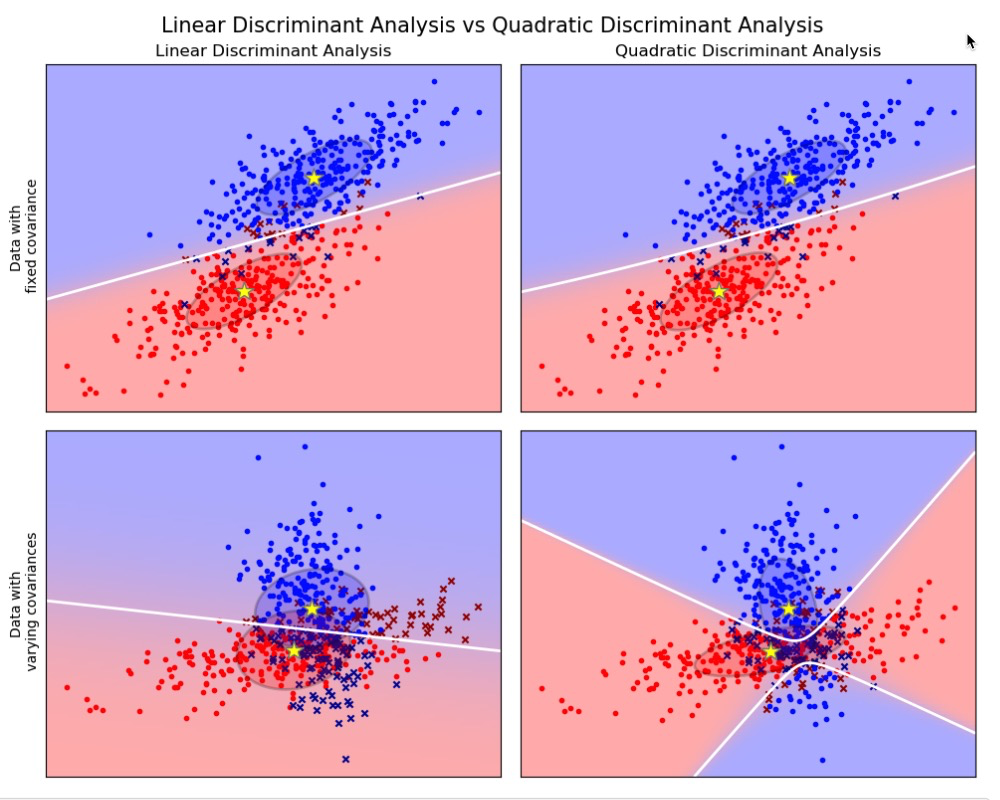 Linear Discriminant Analysis vs Quadratic Discriminant Analysis
Linear Discriminant Analysis
Quadratic Discriminant Analysis
Data with
fixed covariance
Data with
varying covariances